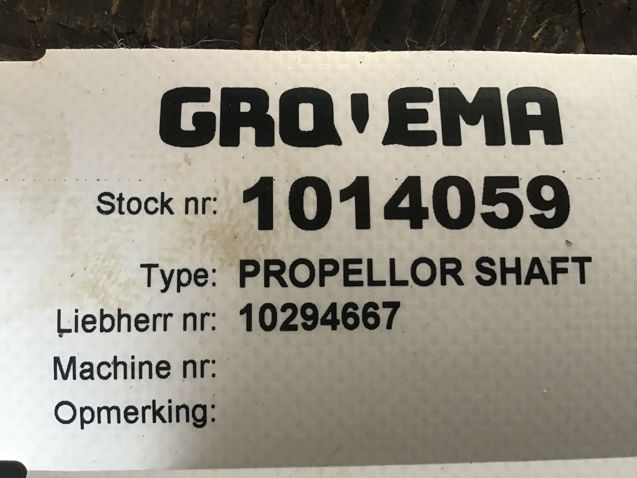 GRO'EMA
Stock nr: 1014059
Type: PROPELLOR SHAFT
Liebherr nr: 10294667
Machine nr:
Opmerking: